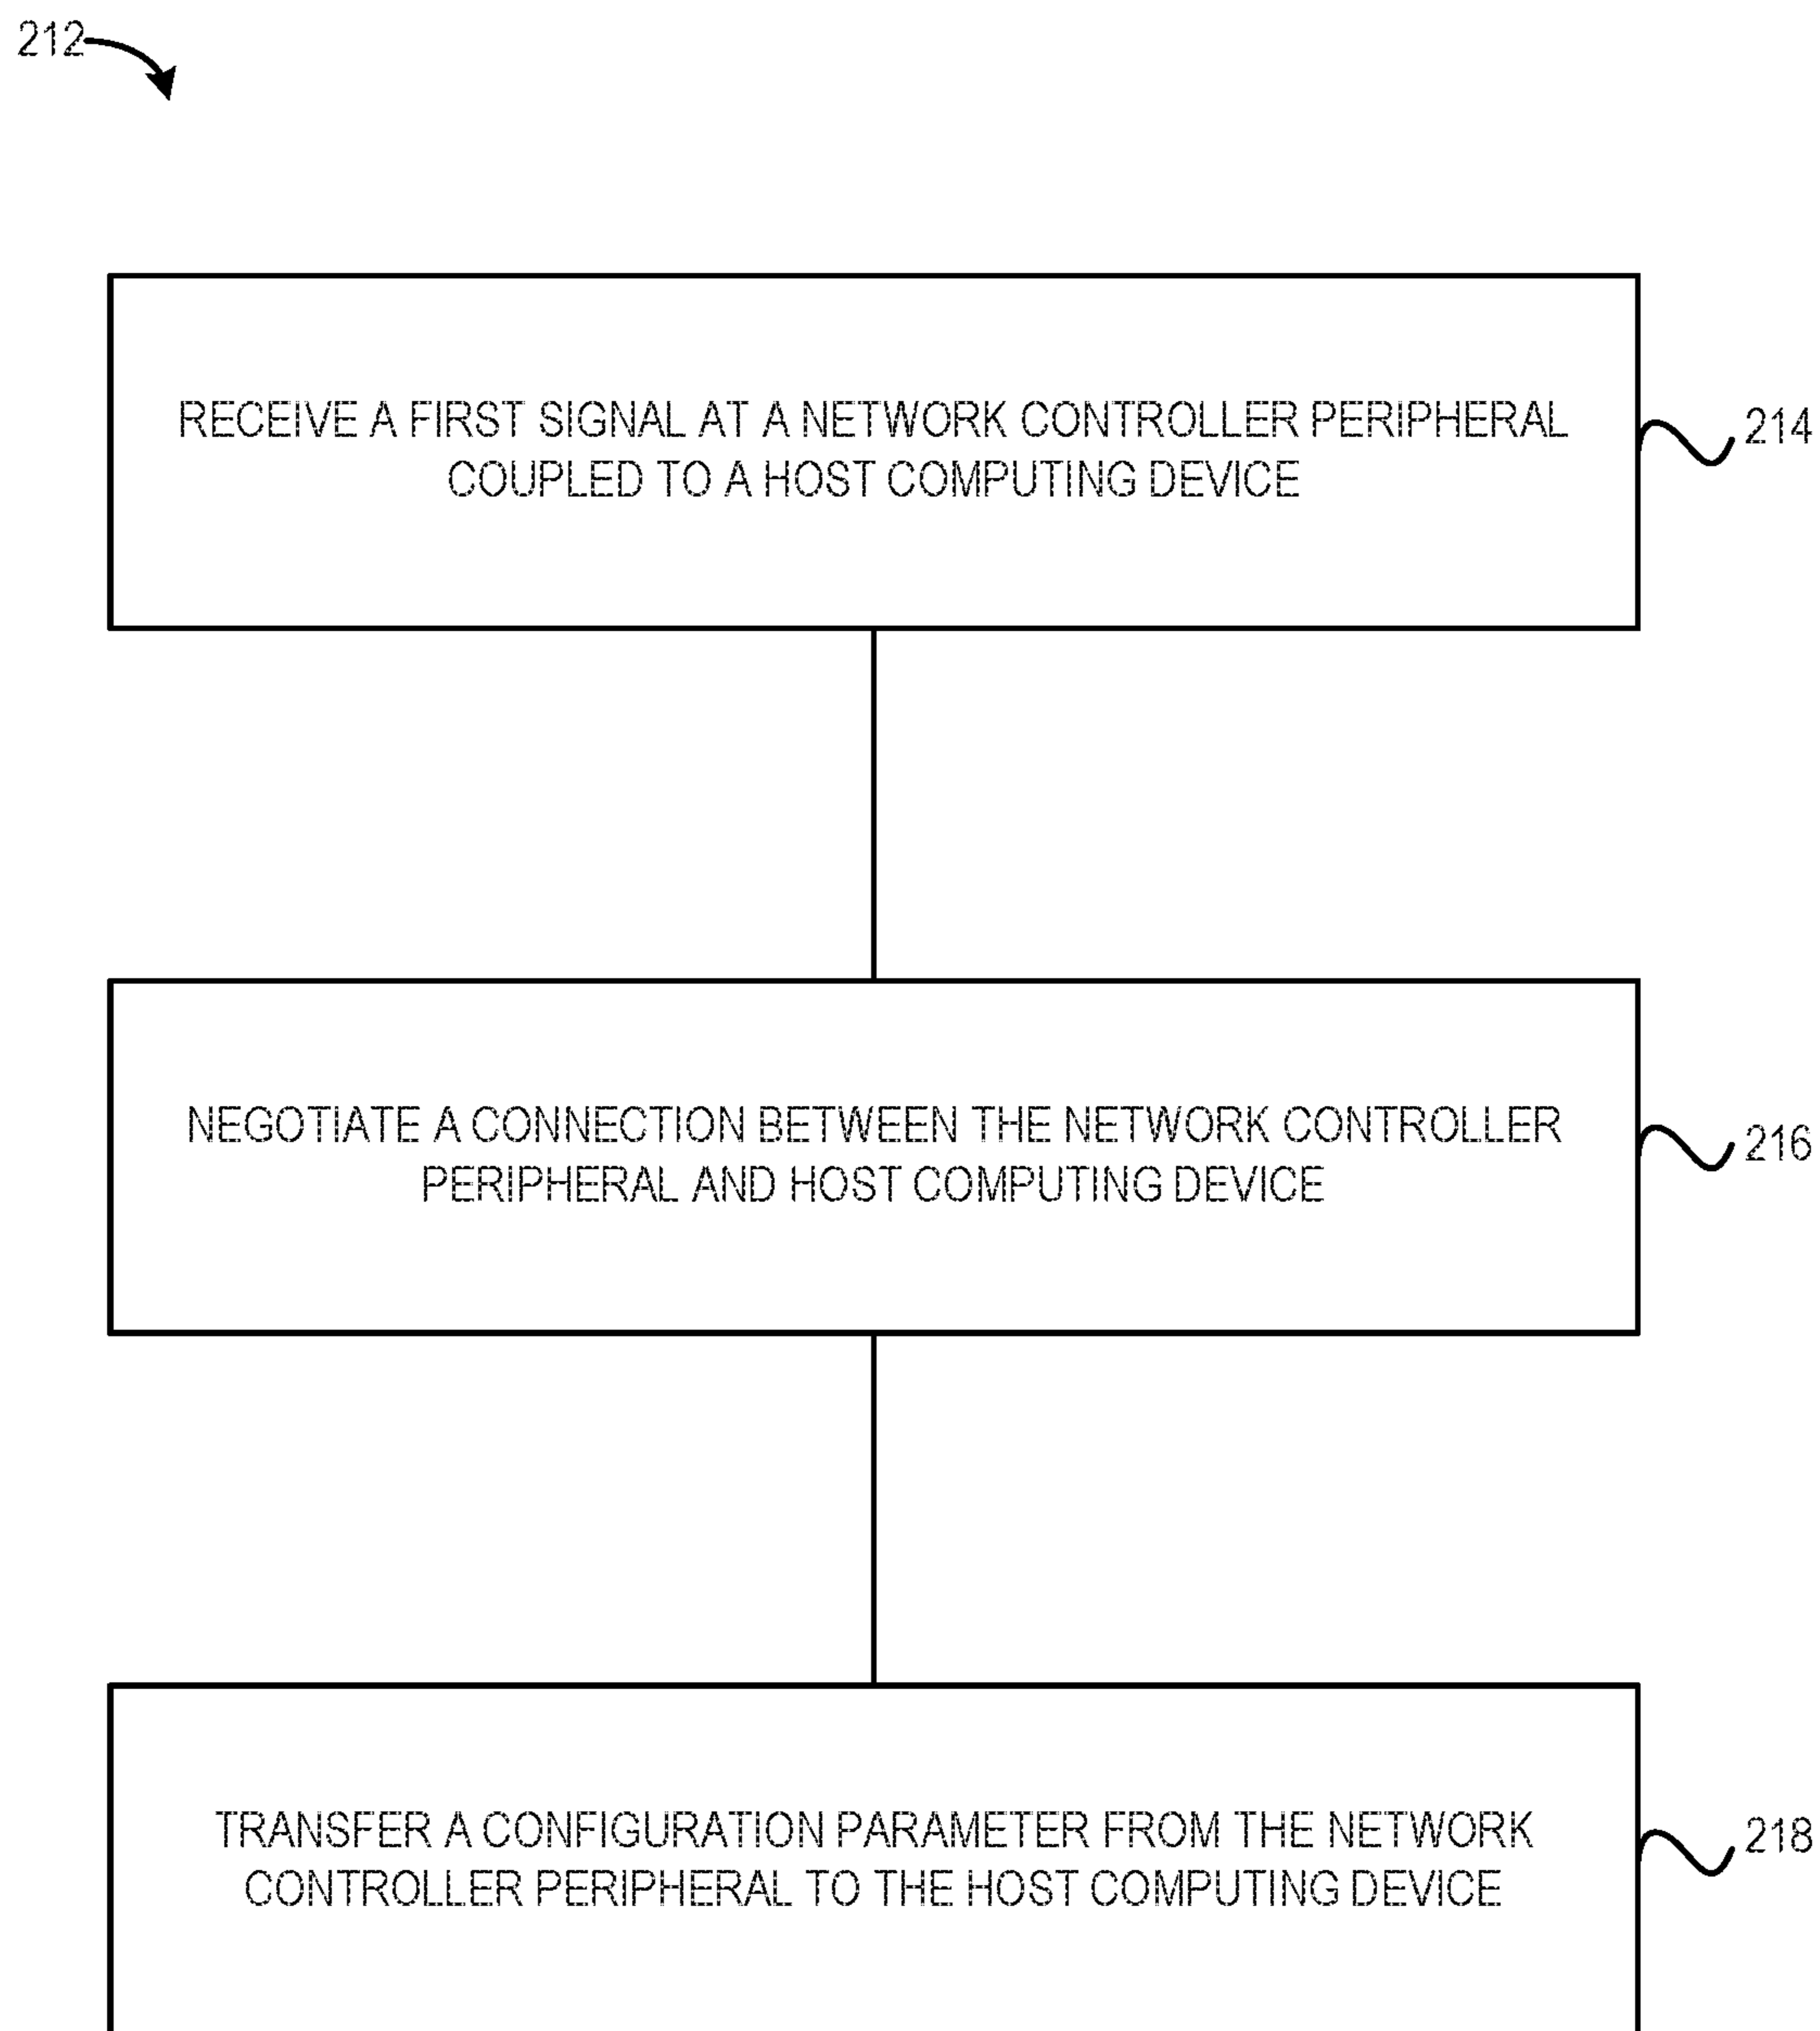 212
RECEIVE A FIRST SIGNAL AT A NETWORK CONTROLLER PERIPHERAL
COUPLED TO A HOST COMPUTING DEVICE
214
NEGOTIATE A CONNECTION BETWEEN THE NETWORK CONTROLLER
PERIPHERAL AND HOST COMPUTING DEVICE
216
TRANSFER A CONFIGURATION PARAMETER FROM THE NETWORK
CONTROLLER PERIPHERAL TO THE HOST COMPUTING DEVICE
218